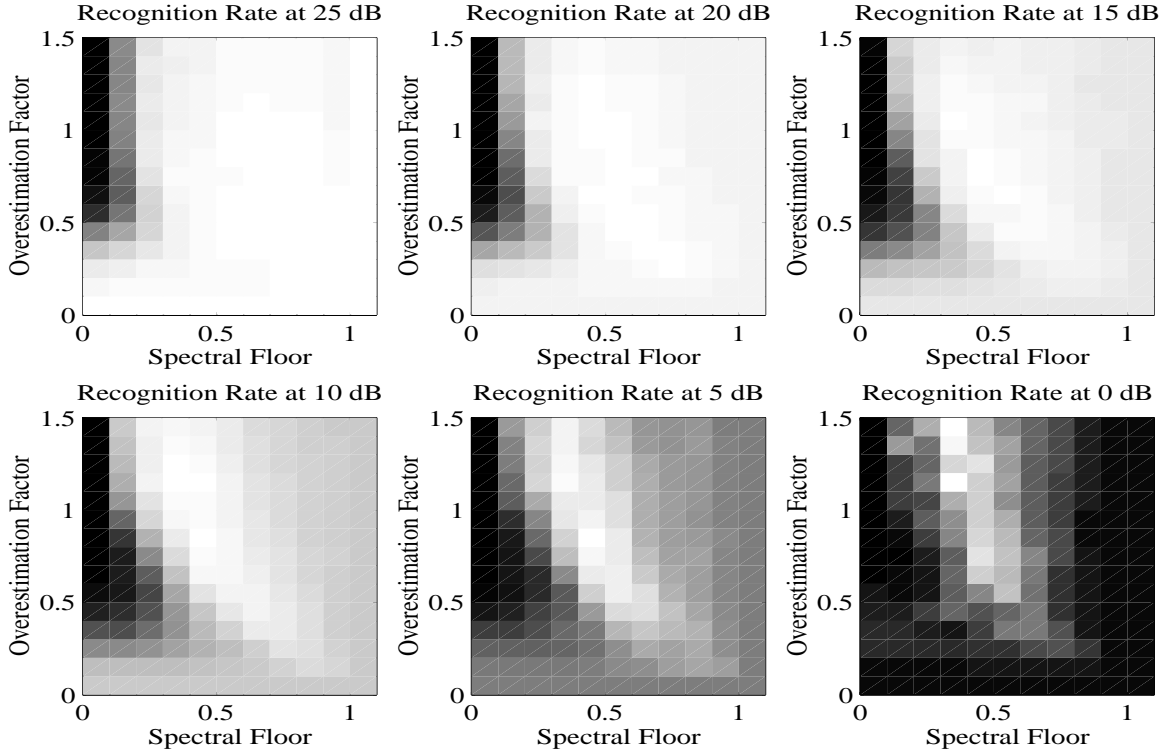 Recognition Rate at 25 dB
Recognition Rate at 20 dB
Recognition Rate at 15 dB
1.5
1
0.5
0
Overestimation Factor
0
0.5
1
Spectral Floor
1.5
1
0.5
0
Overestimation Factor
0
0.5
1
Spectral Floor
1.5
1
0.5
0
Overestimation Factor
0
0.5
1
Spectral Floor
Recognition Rate at 10 dB
Recognition Rate at 5 dB
Recognition Rate at 0 dB
1.5
1
0.5
0
Overestimation Factor
0
0.5
1
Spectral Floor
1.5
1
0.5
0
Overestimation Factor
0
0.5
1
Spectral Floor
1.5
1
0.5
0
Overestimation Factor
0
0.5
1
Spectral Floor